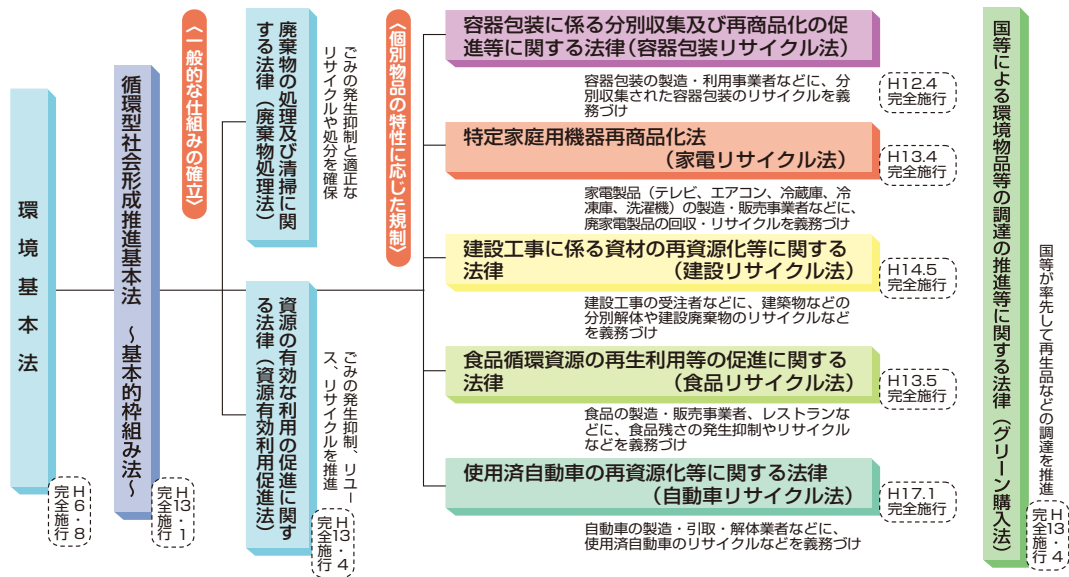 環境基本法
H6・8
完全施行
循環型社会形成推進基本法 ～基本的枠組み法～
H13・1
完全施行
〈一般的な仕組みの確立〉
廃棄物の処理及び清掃に関
する法律（廃棄物処理法）
ごみの発生抑制と適正な
リサイクルや処分を確保
資源の有効な利用の促進に関す
る法律（資源有効利用促進法）
ごみの発生抑制、リユー
ス、リサイクルを推進
H13・4
完全施行
〈個別物品の特性に応じた規制〉
容器包装に係る分別収集及び再商品化の促
進等に関する法律（容器包装リサイクル法）
容器包装の製造・利用事業者などに、分
別収集された容器包装のリサイクルを義
務づけ
H12.4
完全施行
特定家庭用機器再商品化法
（家電リサイクル法）
家電製品（テレビ、エアコン、冷蔵庫、冷
凍庫、洗濯機）の製造・販売事業者などに、
廃家電製品の回収・リサイクルを義務づけ
H13.4
完全施行
建設工事に係る資材の再資源化等に関する
法律　（建設リサイクル法）
建設工事の受注者などに、建築物などの
分別解体や建設廃棄物のリサイクルなど
を義務づけ
H14.5
完全施行
食品循環資源の再生利用等の促進に関する
法律　（食品リサイクル法）
食品の製造・販売事業者、レストランな
どに、食品残さの発生抑制やリサイクル
などを義務づけ
H13.5
完全施行
使用済自動車の再資源化等に関する法律
（自動車リサイクル法）
自動車の製造・引取・解体業者などに、
使用済自動車のリサイクルなどを義務づけ
H17.1
完全施行
国等による環境物品等の調達の推進等に関する法律（グリーン購入法）
国等が率先して再生品などの調達を推進
H13・4
完全施行